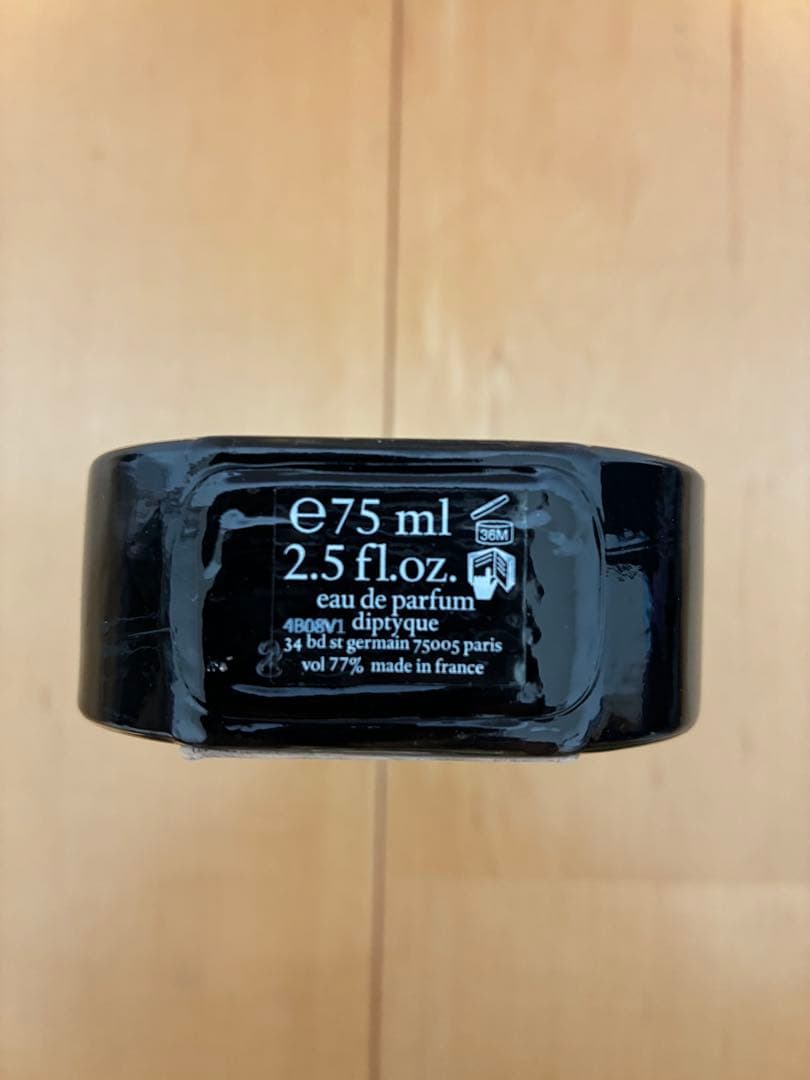 e75 ml
36M
2.5 fl.oz.
eau de parfum
4B08V1 diptyque
34 bd st germain 75005 paris
vol 77% made in france